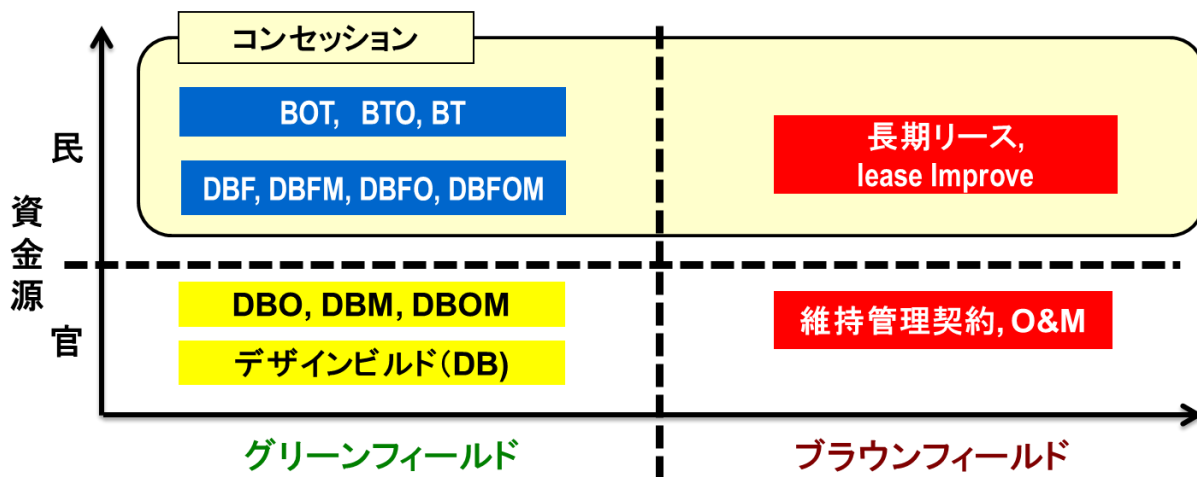 コンセッション
BOT, BTO, BT
DBF, DBFM, DBFO, DBFOM
長期リース,
lease Improve
民
資金源
官
DBO, DBM, DBOM
デザインビルド(DB)
維持管理契約, O&M
グリーンフィールド
ブラウンフィールド